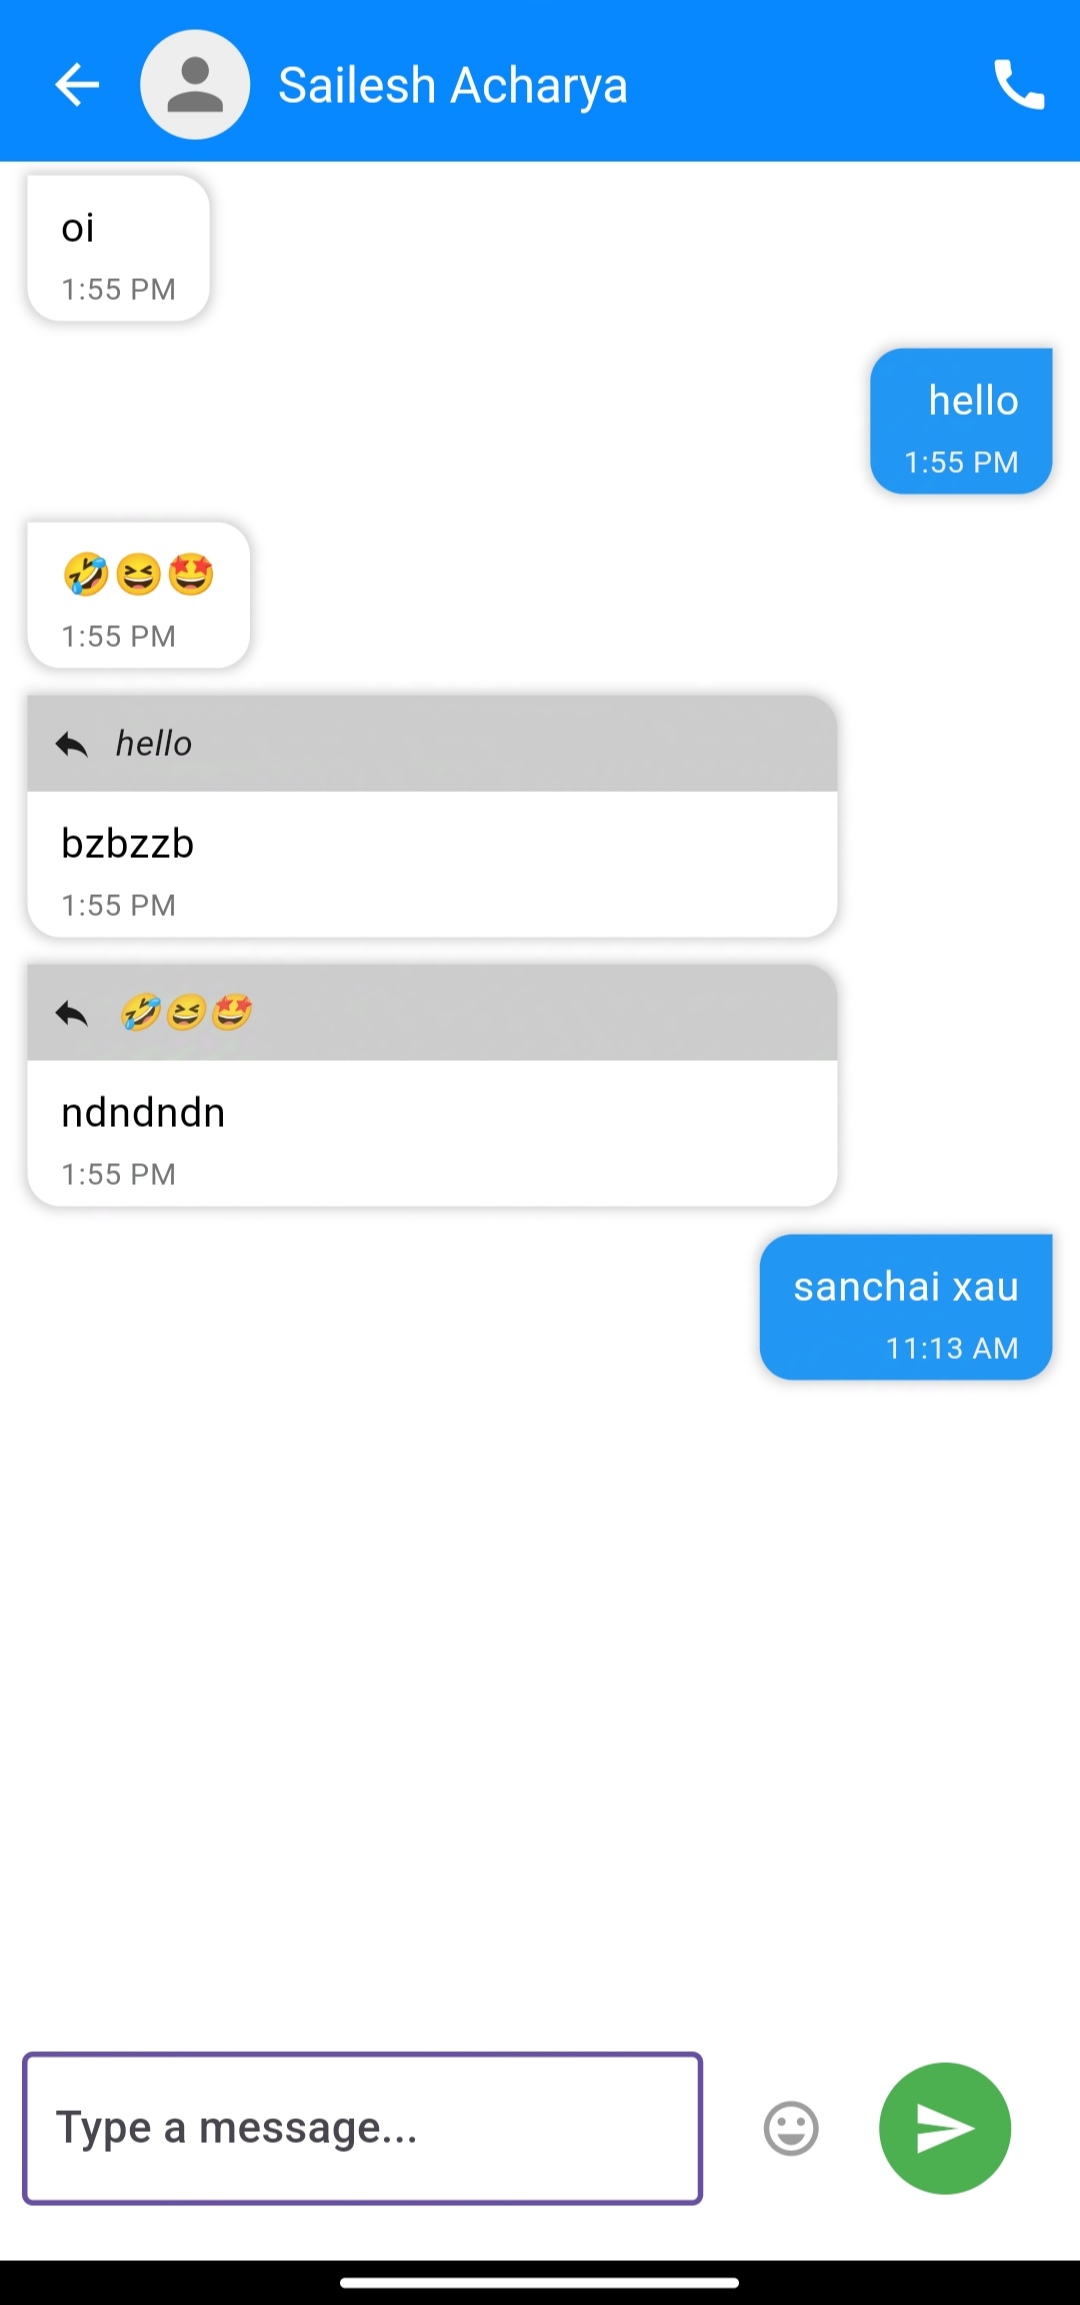 Sailesh Acharya
oi
1:55 PM
hello
1:55 PM
🤣😆🤩
1:55 PM
hello
bzbzzb
1:55 PM
🤣😆🤩
ndndndn
1:55 PM
sanchai xau
11:13 AM
Type a message...